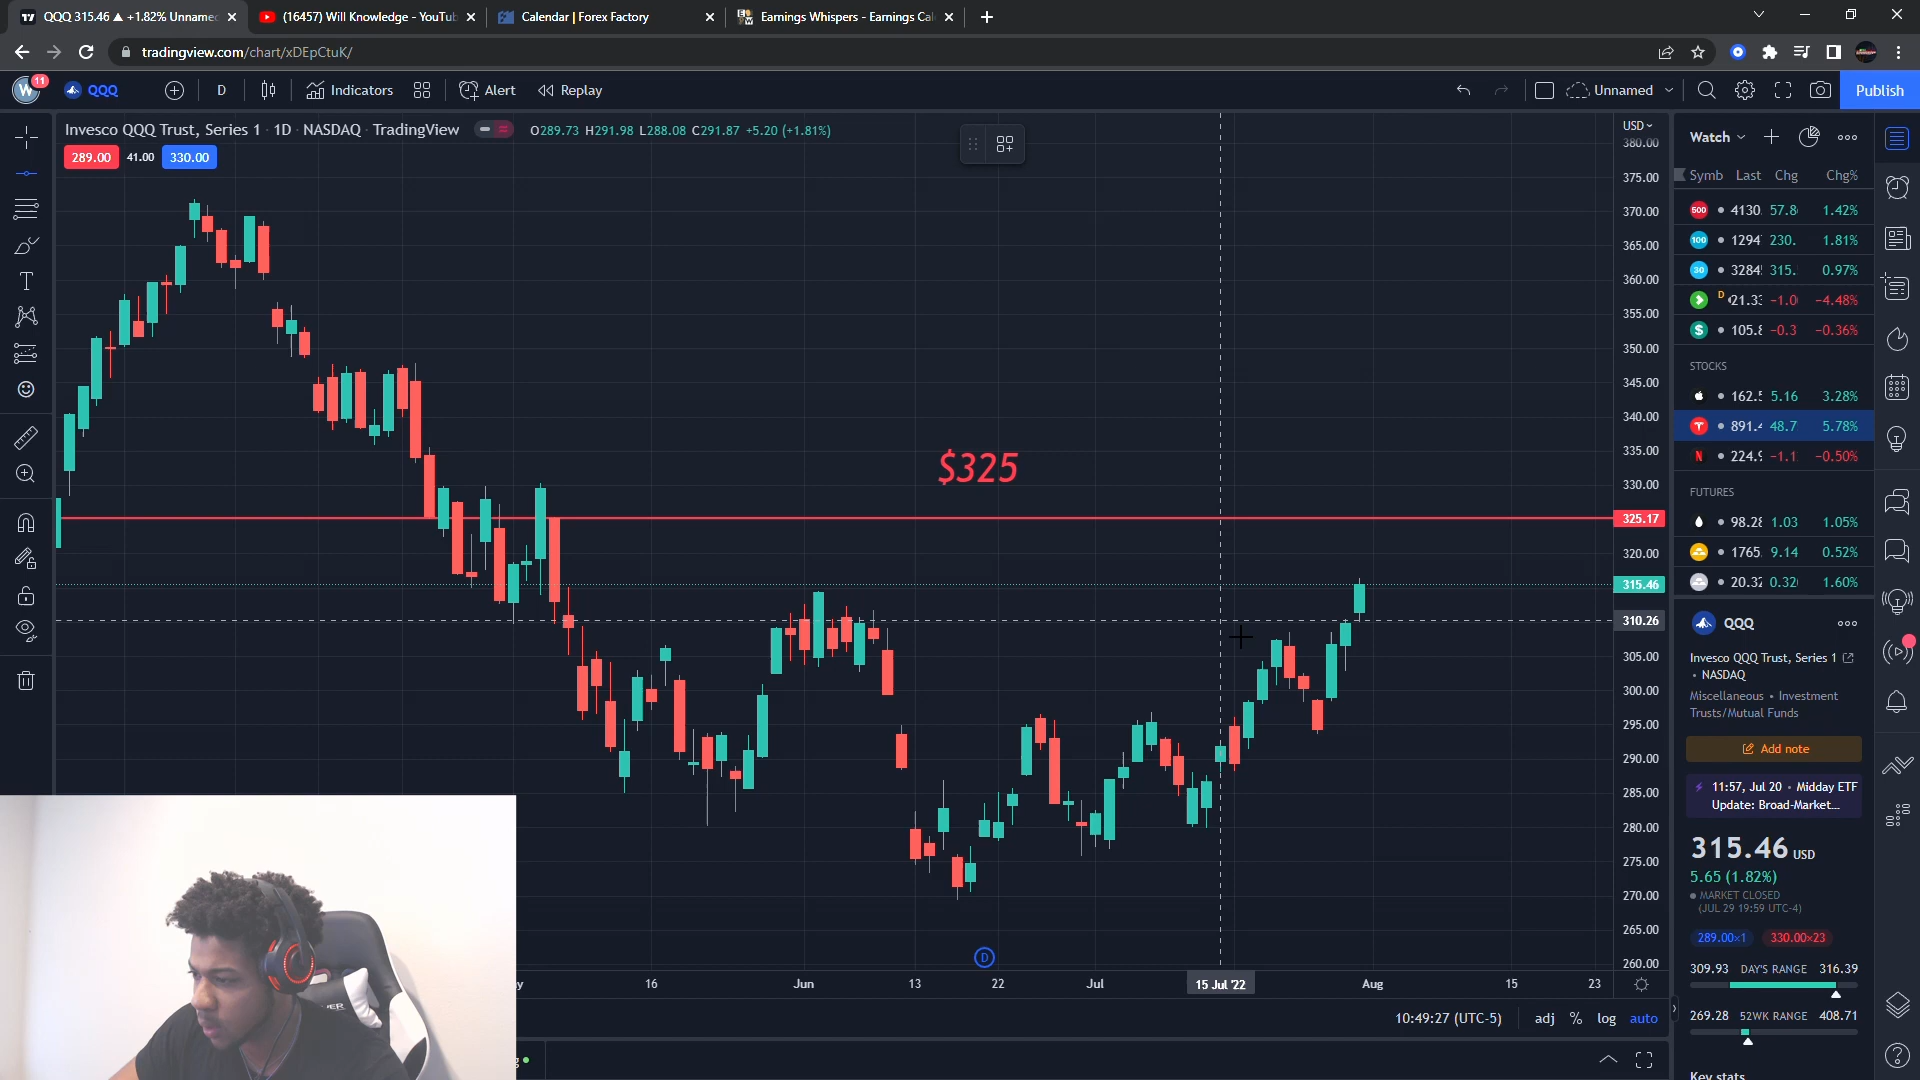 QQQ 315.46 ▲ +1.82% Unname
(16457) Will Knowledge - YouTub
Calendar | Forex Factory
Earnings Whispers - Earnings Cal
tradingview.com/chart/xDEpCtuK/
W
11
QQQ
D
Indicators
Alert
Replay
Unnamed
Publish
Invesco QQQ Trust, Series 1 · 1D · NASDAQ · TradingView
O289.73 H291.98 L288.08 C291.87 +5.20 (+1.81%)
289.00
41.00
330.00
USD
380.00
375.00
370.00
365.00
360.00
355.00
350.00
345.00
340.00
335.00
330.00
325.17
320.00
315.46
310.26
305.00
300.00
295.00
290.00
285.00
280.00
275.00
270.00
265.00
260.00
$325
D
16
Jun
13
22
Jul
15 Jul '22
Aug
15
23
10:49:27 (UTC-5)
adj
%
log
auto
Watch
Symb Last Chg Chg%
500 4130. 57.8 1.42%
100 1294 230. 1.81%
30 3284 315. 0.97%
D 21.3 -1.0 -4.48%
$ 105.8 -0.3 -0.36%
STOCKS
162.5 5.16 3.28%
891.4 48.7 5.78%
N 224.9 -1.1 -0.50%
FUTURES
98.28 1.03 1.05%
1765. 9.14 0.52%
20.32 0.32 1.60%
QQQ
Invesco QQQ Trust, Series 1
• NASDAQ
Miscellaneous • Investment
Trusts/Mutual Funds
Add note
11:57, Jul 20 • Midday ETF
Update: Broad-Market...
315.46 USD
5.65 (1.82%)
MARKET CLOSED
(JUL 29 19:59 UTC-4)
289.00×1
330.00×23
309.93 DAY'S RANGE 316.39
269.28 52WK RANGE 408.71
Key stats